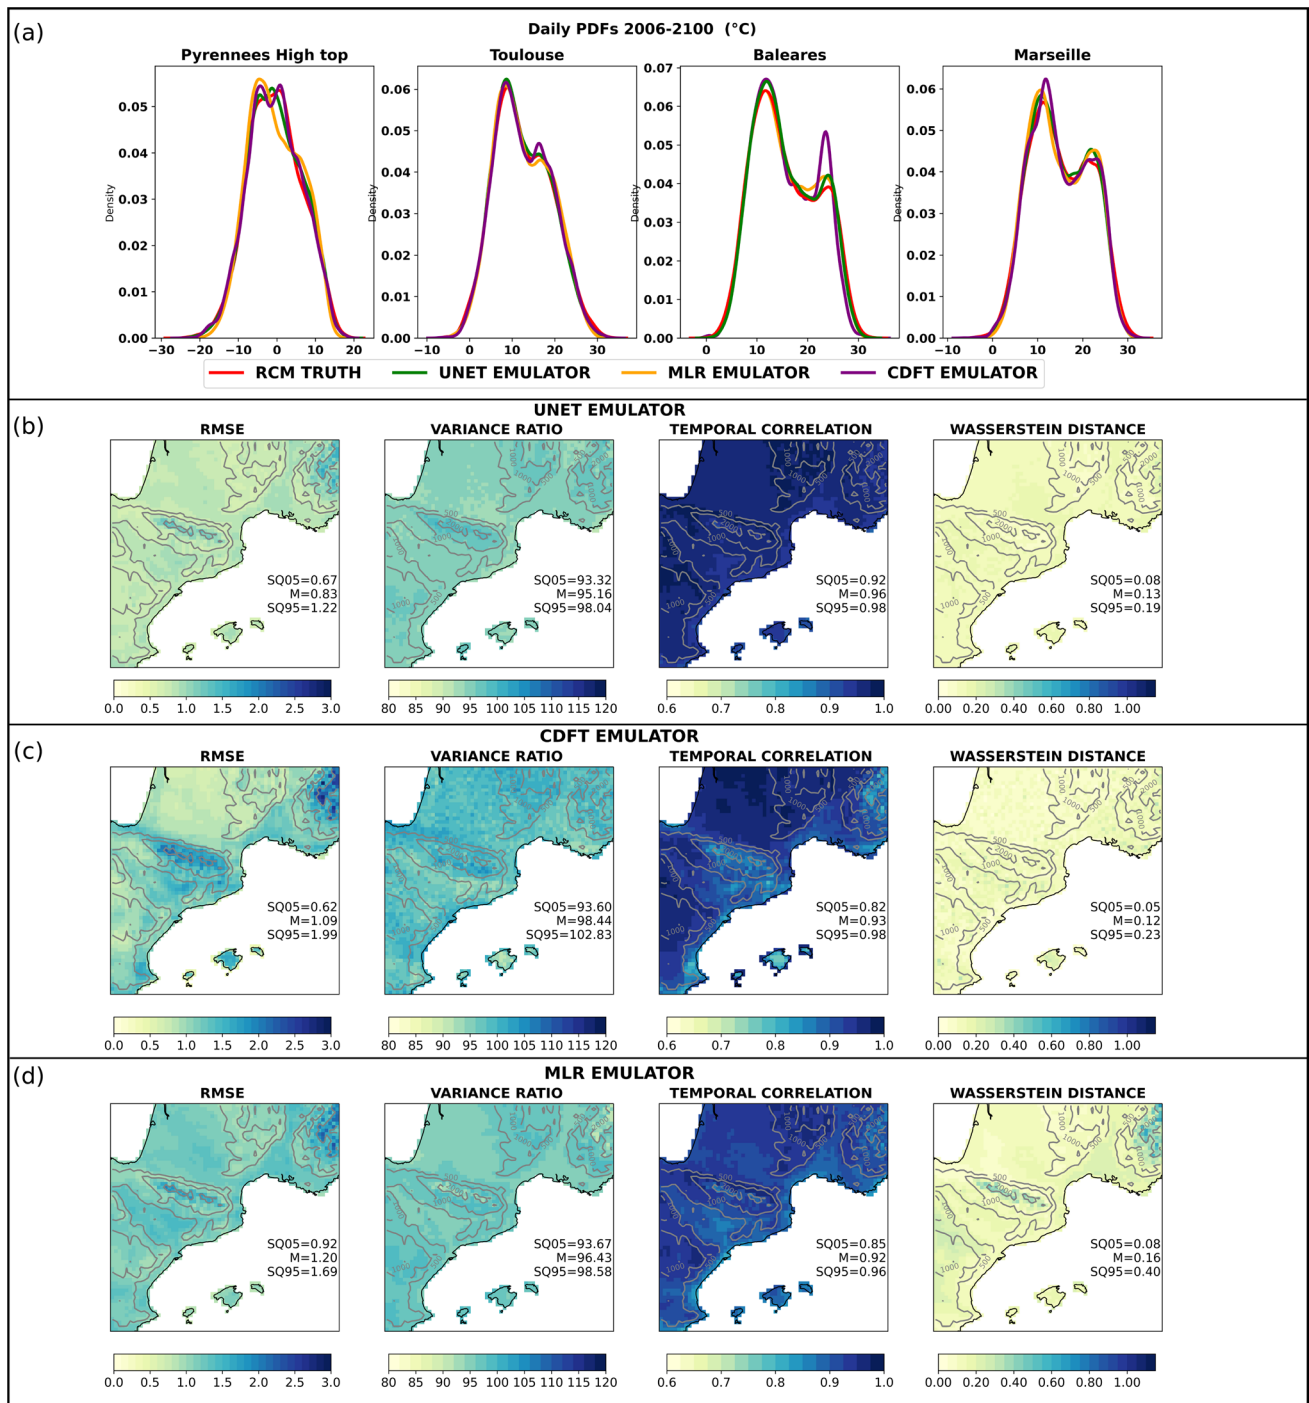 (a)
Daily PDFs 2006-2100 (°C)
Pyrennees High top
Toulouse
Baleares
Marseille
Density
0.05
0.04
0.03
0.02
0.01
0.00
−30 −20 −10 0 10 20
Density
0.06
0.05
0.04
0.03
0.02
0.01
0.00
−10 0 10 20 30
Density
0.07
0.06
0.05
0.04
0.03
0.02
0.01
0.00
0 10 20 30
Density
0.06
0.05
0.04
0.03
0.02
0.01
0.00
−10 0 10 20 30
RCM TRUTH UNET EMULATOR MLR EMULATOR CDFT EMULATOR
(b)
UNET EMULATOR
RMSE
SQ05=0.67
M=0.83
SQ95=1.22
0.0 0.5 1.0 1.5 2.0 2.5 3.0
VARIANCE RATIO
SQ05=93.32
M=95.16
SQ95=98.04
80 85 90 95 100 105 110 115 120
TEMPORAL CORRELATION
SQ05=0.92
M=0.96
SQ95=0.98
0.6 0.7 0.8 0.9 1.0
WASSERSTEIN DISTANCE
SQ05=0.08
M=0.13
SQ95=0.19
0.00 0.20 0.40 0.60 0.80 1.00
(c)
CDFT EMULATOR
RMSE
SQ05=0.62
M=1.09
SQ95=1.99
0.0 0.5 1.0 1.5 2.0 2.5 3.0
VARIANCE RATIO
SQ05=93.60
M=98.44
SQ95=102.83
80 85 90 95 100 105 110 115 120
TEMPORAL CORRELATION
SQ05=0.82
M=0.93
SQ95=0.98
0.6 0.7 0.8 0.9 1.0
WASSERSTEIN DISTANCE
SQ05=0.05
M=0.12
SQ95=0.23
0.00 0.20 0.40 0.60 0.80 1.00
(d)
MLR EMULATOR
RMSE
SQ05=0.92
M=1.20
SQ95=1.69
0.0 0.5 1.0 1.5 2.0 2.5 3.0
VARIANCE RATIO
SQ05=93.67
M=96.43
SQ95=98.58
80 85 90 95 100 105 110 115 120
TEMPORAL CORRELATION
SQ05=0.85
M=0.92
SQ95=0.96
0.6 0.7 0.8 0.9 1.0
WASSERSTEIN DISTANCE
SQ05=0.08
M=0.16
SQ95=0.40
0.00 0.20 0.40 0.60 0.80 1.00